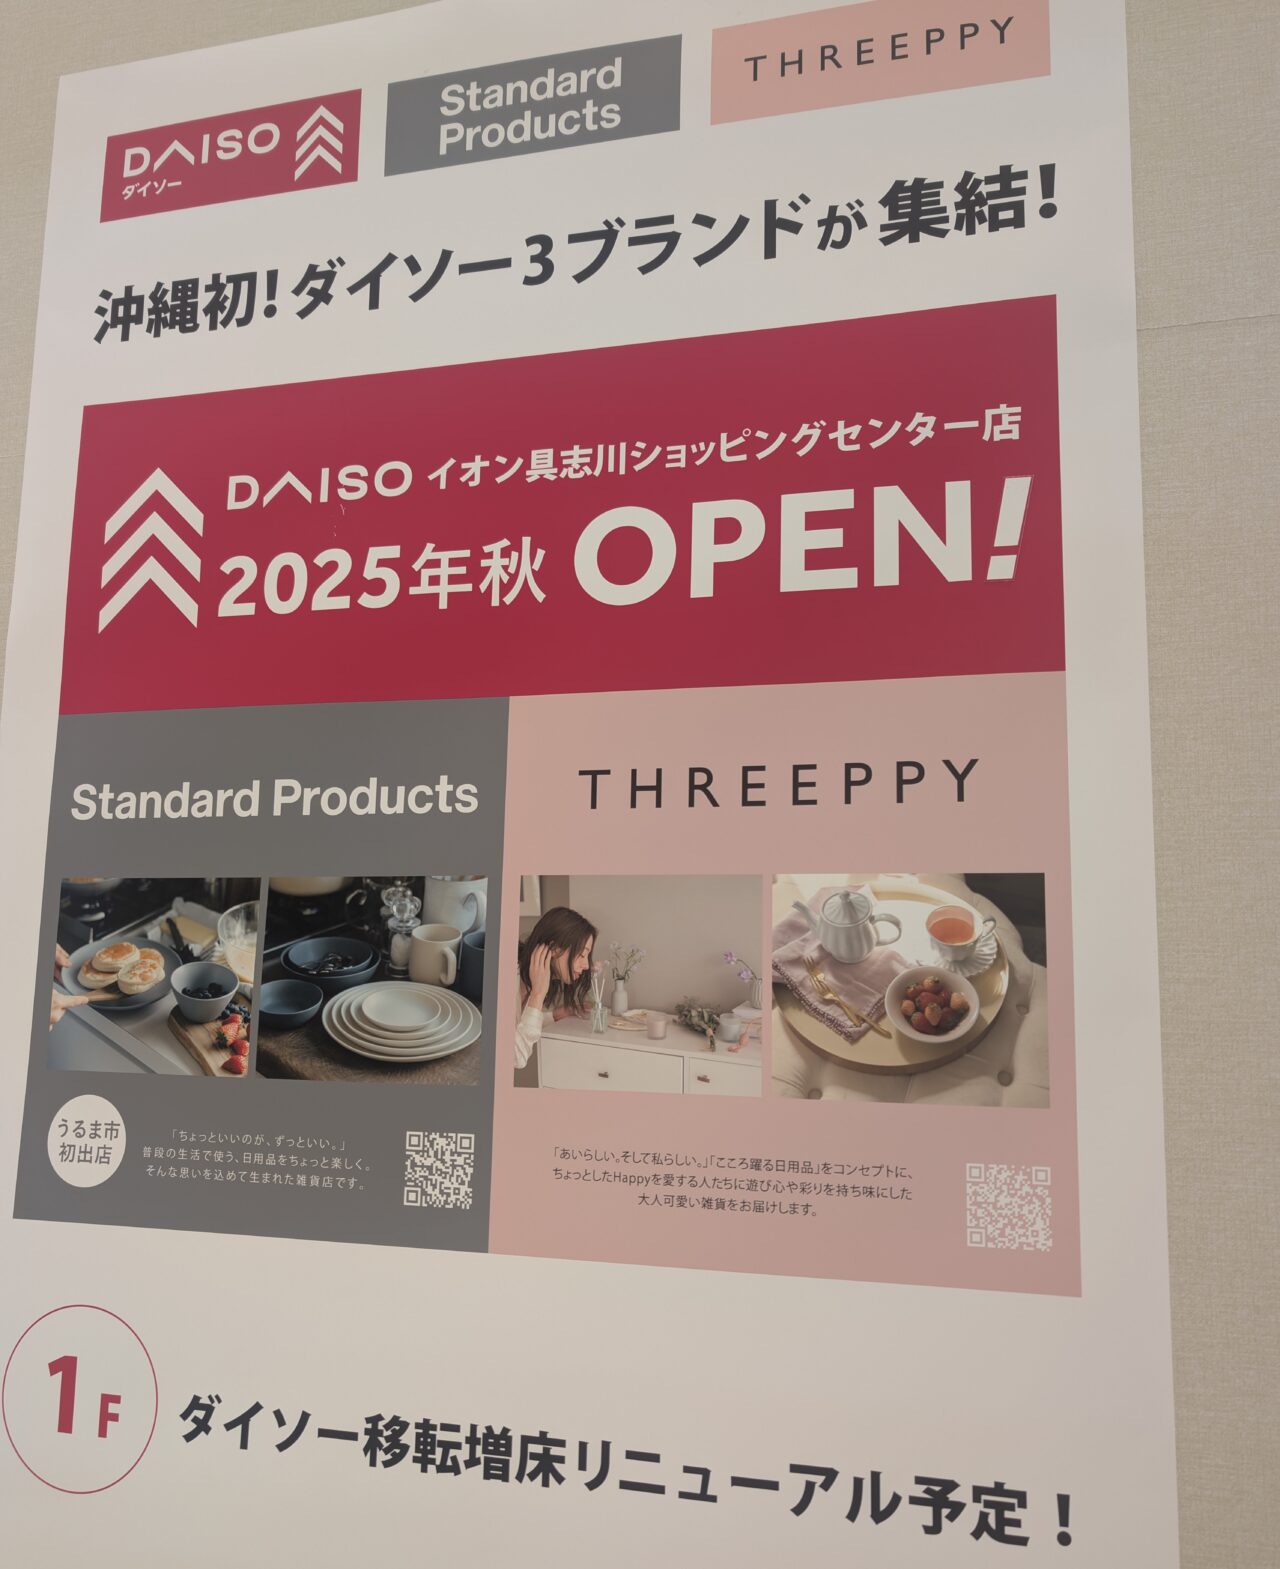 DAISO
ダイソー
Standard
Products
THREEPPY
沖縄初!ダイソー3ブランドが集結!
DAISO イオン具志川ショッピングセンター店
2025年秋 OPEN!
Standard Products
うるま市
初出店
「ちょっといいのが、ずっといい。」
普段の生活で使う、日用品をちょっと楽しく。
そんな思いを込めて生まれた雑貨店です。
THREEPPY
「あいらしい。そして私らしい。」「こころ躍る日用品」をコンセプトに、
ちょっとしたHappyを愛する人たちに遊び心や彩りを持ち味にした
大人可愛い雑貨をお届けします。
1F
ダイソー移転増床リニューアル予定!